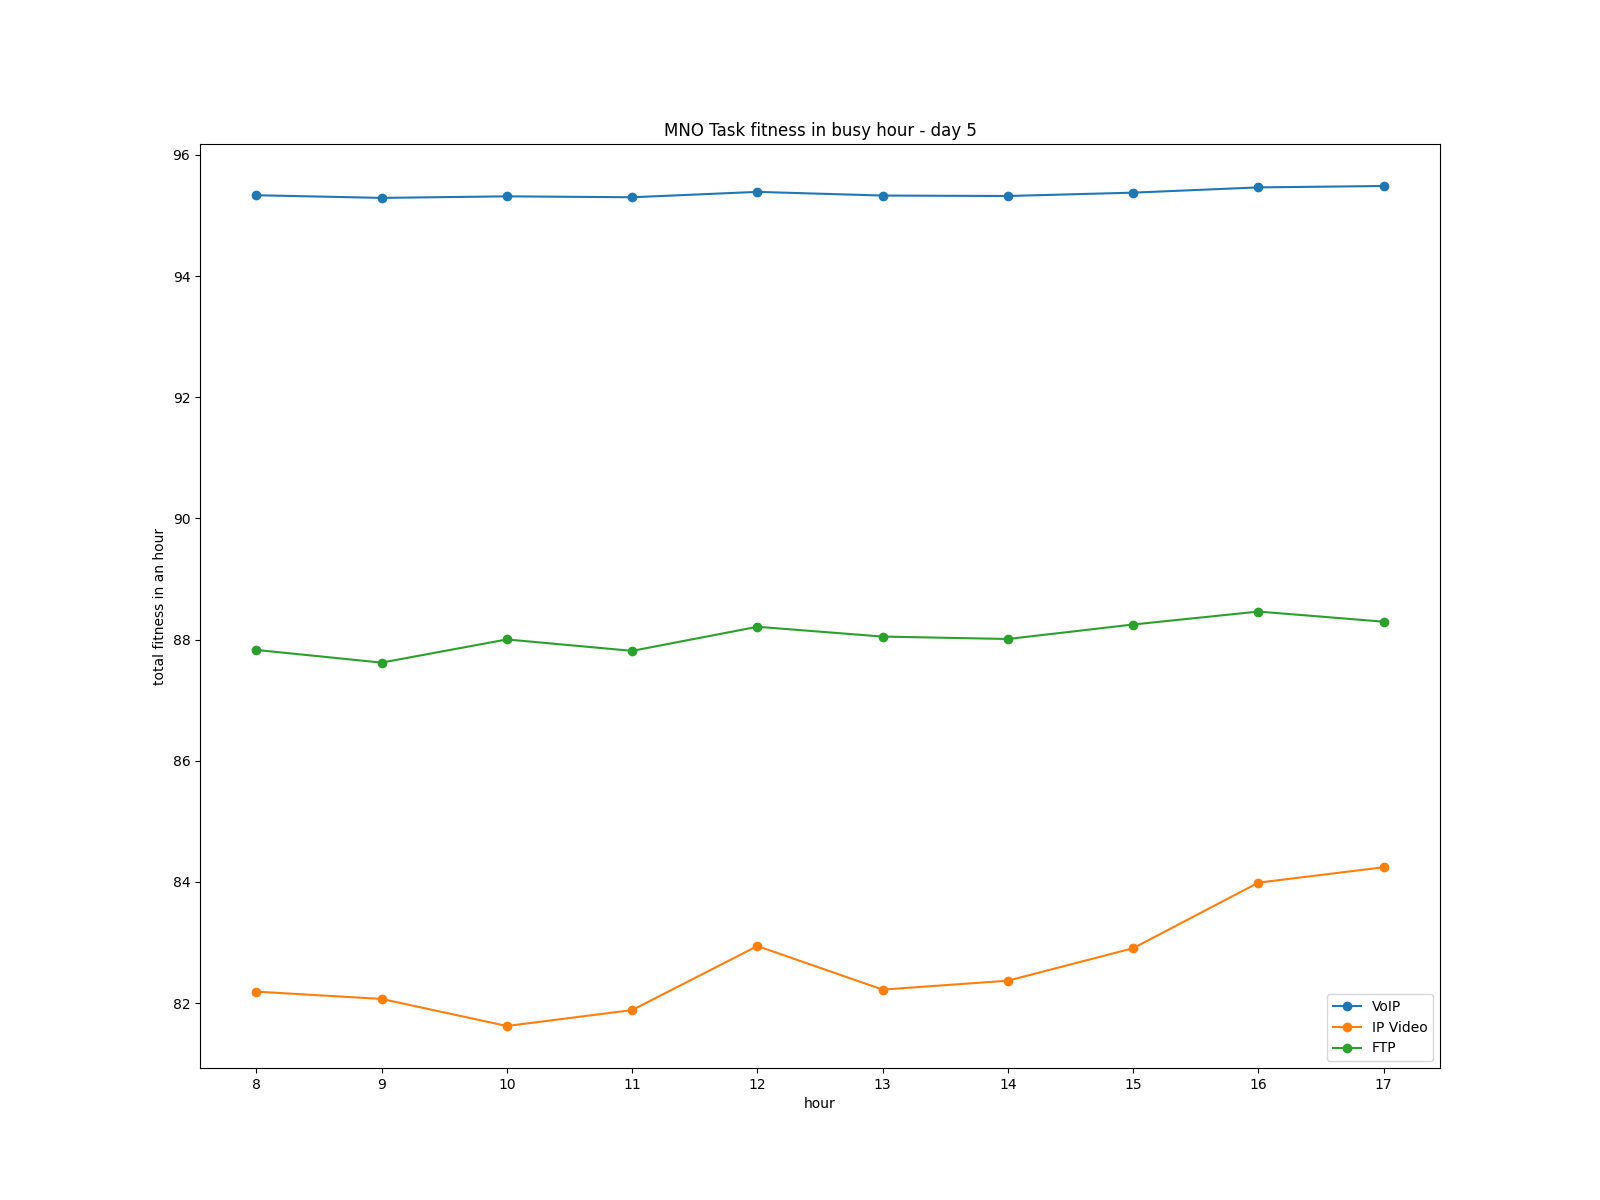 MNO Task fitness in busy hour - day 5
96
94
92
90
88
86
84
82
total fitness in an hour
8 9 10 11 12 13 14 15 16 17
hour
VoIP
IP Video
FTP